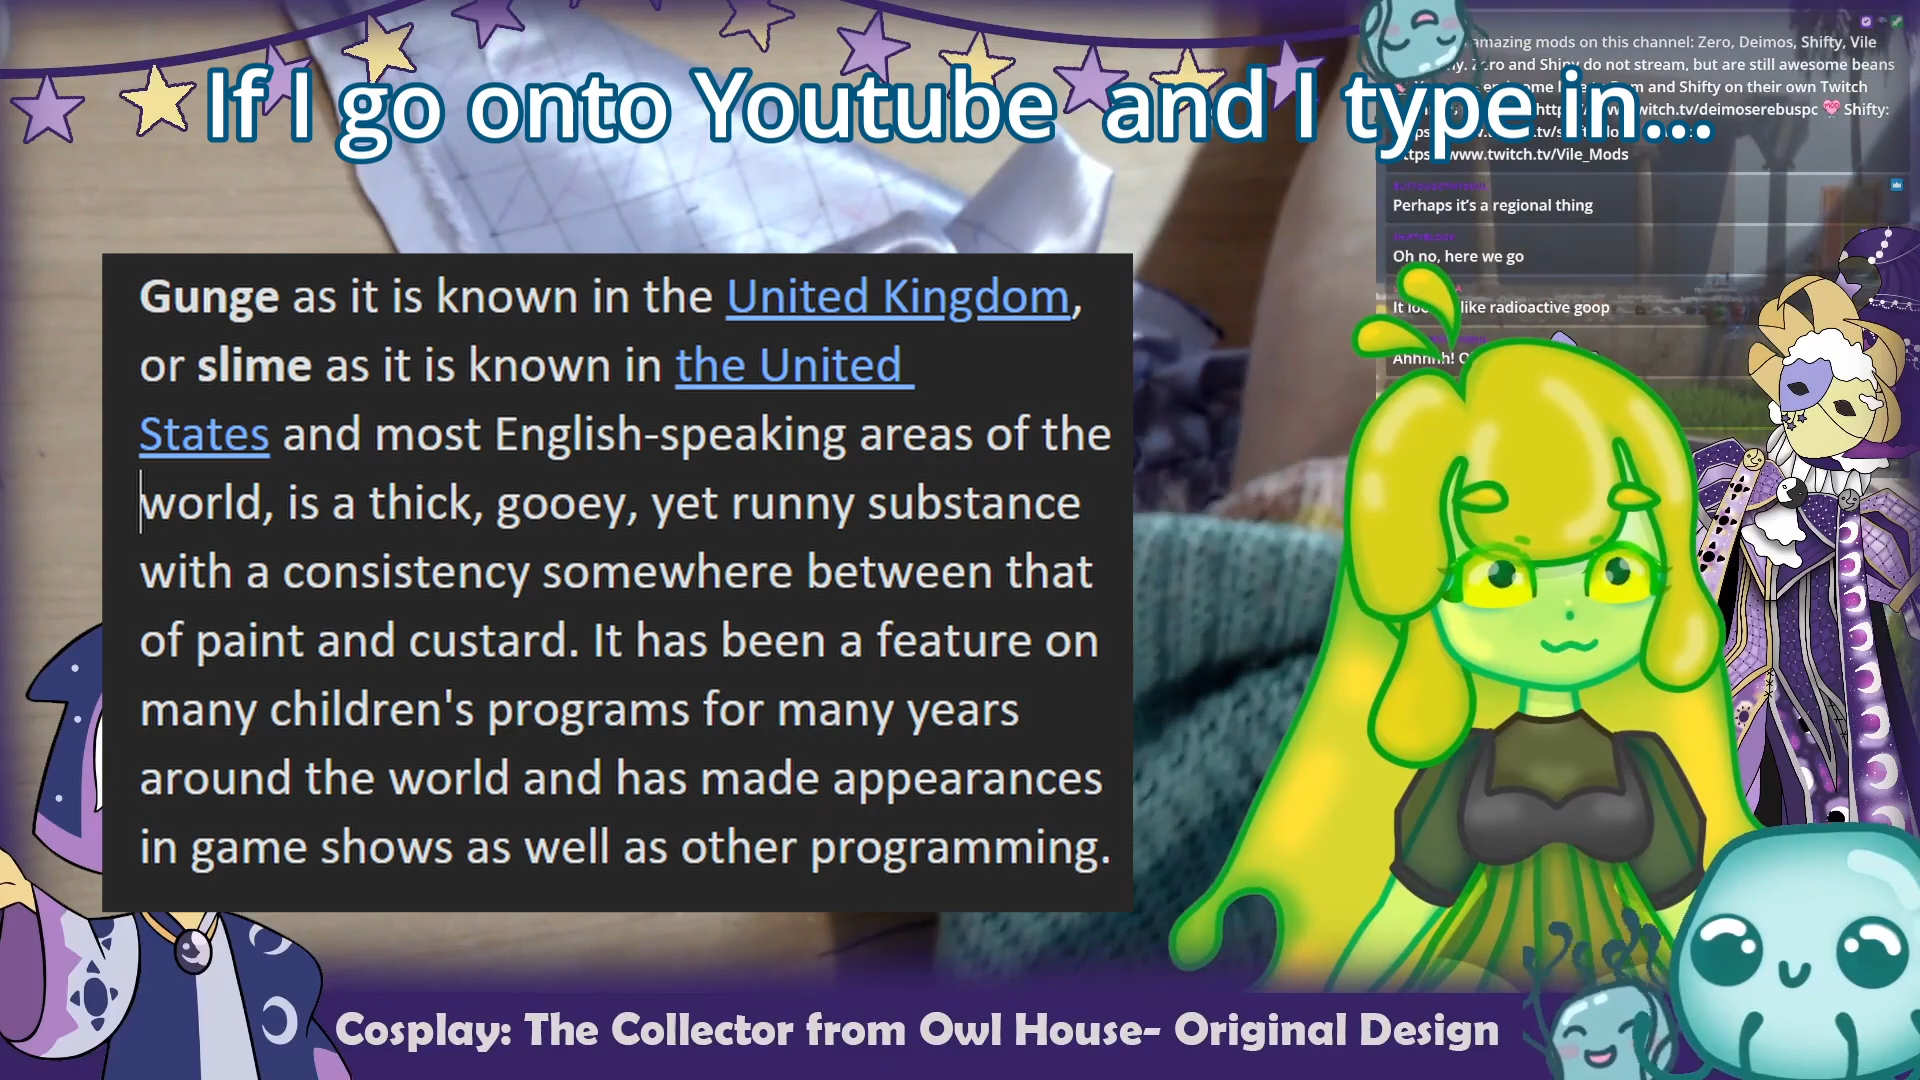 If I go onto Youtube and I type in...
amazing mods on this channel: Zero, Deimos, Shifty, Vile
Zero and Shiny do not stream, but are still awesome beans
and Shifty on their own Twitch
.twitch.tv/deimoserebuspc 💖 Shifty:
www.twitch.tv/Vile_Mods
Perhaps it's a regional thing
Oh no, here we go
like radioactive goop
Gunge as it is known in the United Kingdom,
or slime as it is known in the United
States and most English-speaking areas of the
world, is a thick, gooey, yet runny substance
with a consistency somewhere between that
of paint and custard. It has been a feature on
many children's programs for many years
around the world and has made appearances
in game shows as well as other programming.
Cosplay: The Collector from Owl House- Original Design